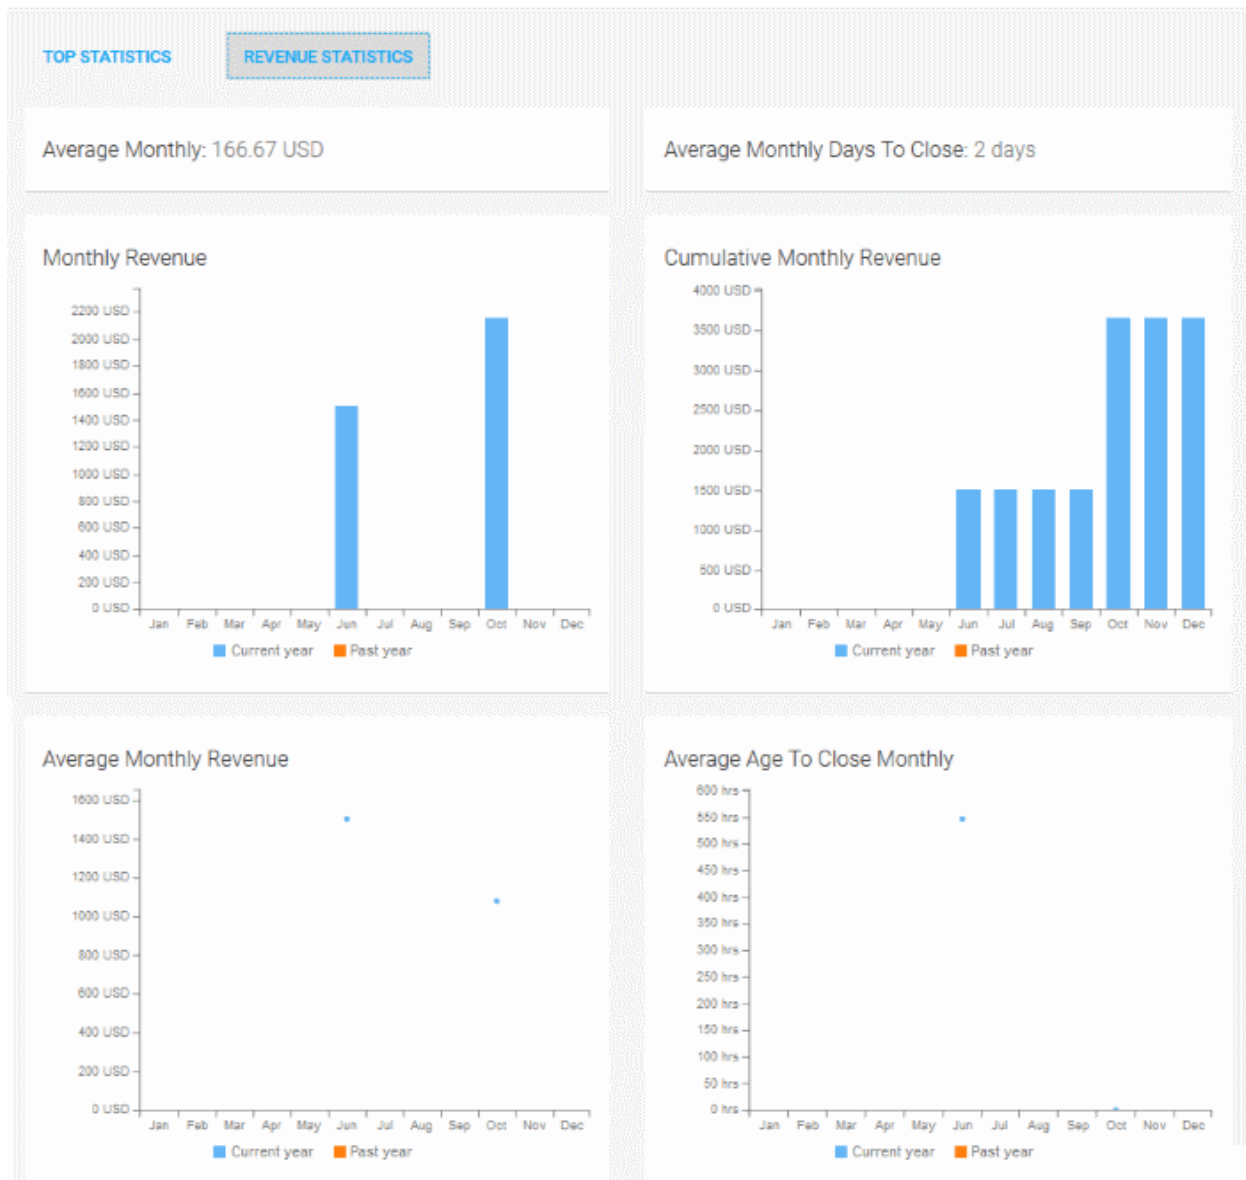 TOP STATISTICS REVENUE STATISTICS
Average Monthly: 166.67 USD
Average Monthly Days To Close: 2 days
Monthly Revenue
2200 USD
2000 USD
1800 USD
1600 USD
1400 USD
1200 USD
1000 USD
800 USD
600 USD
400 USD
200 USD
0 USD
Jan Feb Mar Apr May Jun Jul Aug Sep Oct Nov Dec
Current year Past year
Cumulative Monthly Revenue
4000 USD
3500 USD
3000 USD
2500 USD
2000 USD
1500 USD
1000 USD
500 USD
0 USD
Jan Feb Mar Apr May Jun Jul Aug Sep Oct Nov Dec
Current year Past year
Average Monthly Revenue
1600 USD
1400 USD
1200 USD
1000 USD
800 USD
600 USD
400 USD
200 USD
0 USD
Jan Feb Mar Apr May Jun Jul Aug Sep Oct Nov Dec
Current year Past year
Average Age To Close Monthly
600 hrs
550 hrs
500 hrs
450 hrs
400 hrs
350 hrs
300 hrs
250 hrs
200 hrs
150 hrs
100 hrs
50 hrs
0 hrs
Jan Feb Mar Apr May Jun Jul Aug Sep Oct Nov Dec
Current year Past year